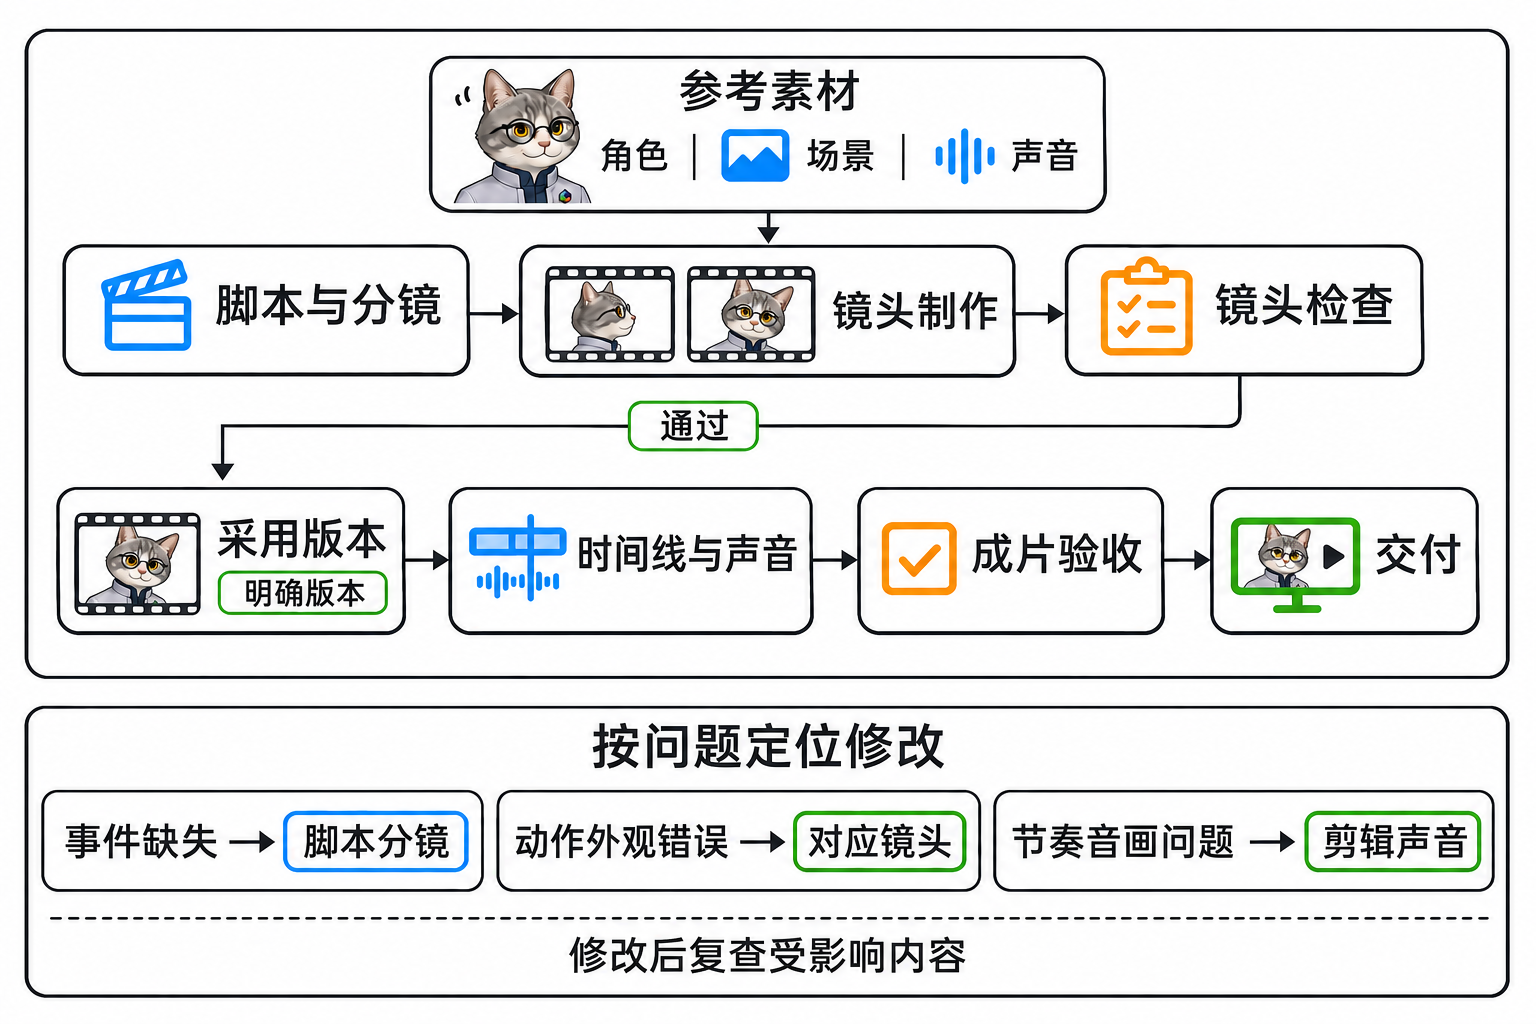 参考素材
角色
场景
声音
脚本与分镜
镜头制作
镜头检查
通过
采用版本
明确版本
时间线与声音
成片验收
交付
按问题定位修改
事件缺失
脚本分镜
动作外观错误
对应镜头
节奏音画问题
剪辑声音
修改后复查受影响内容